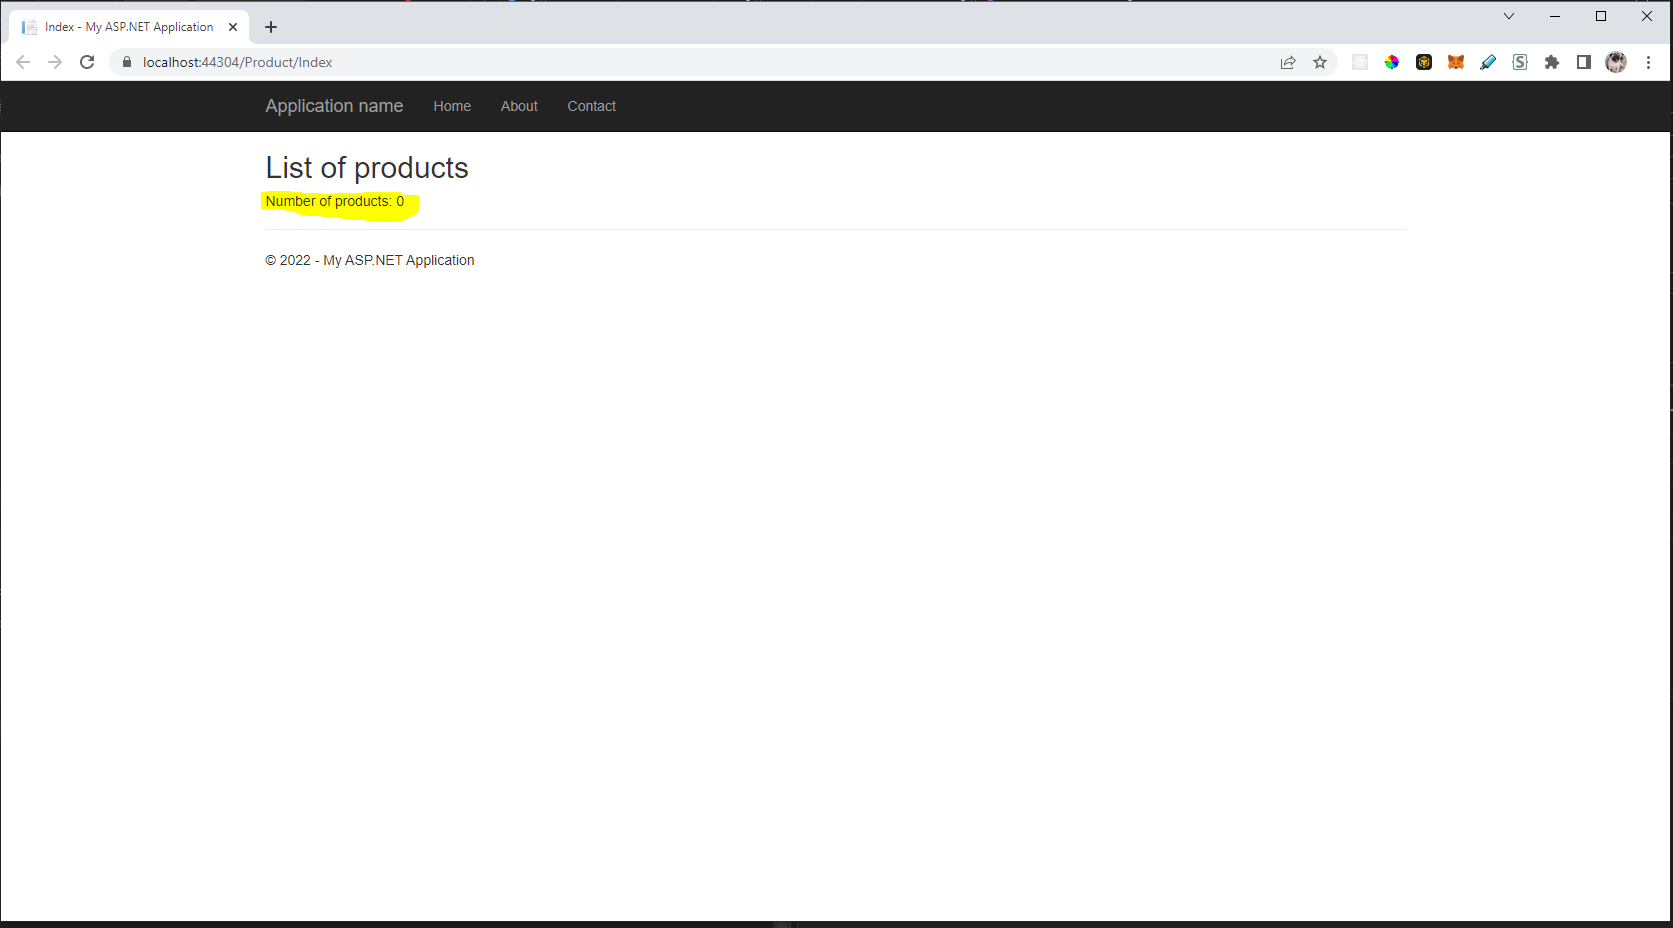 Index - My ASP.NET Application
localhost:44304/Product/Index
Application name Home About Contact
List of products
Number of products: 0
© 2022 - My ASP.NET Application